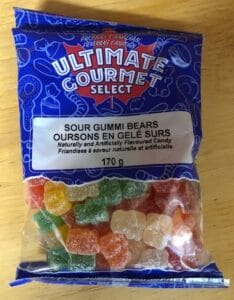 ULTIMATE
GOURMET
SELECT
SOUR GUMMI BEARS
OURSONS EN GELÉ SURS
Naturally and Artificially Flavoured Candy
Friandises à saveur naturelle et artificielle
170 g